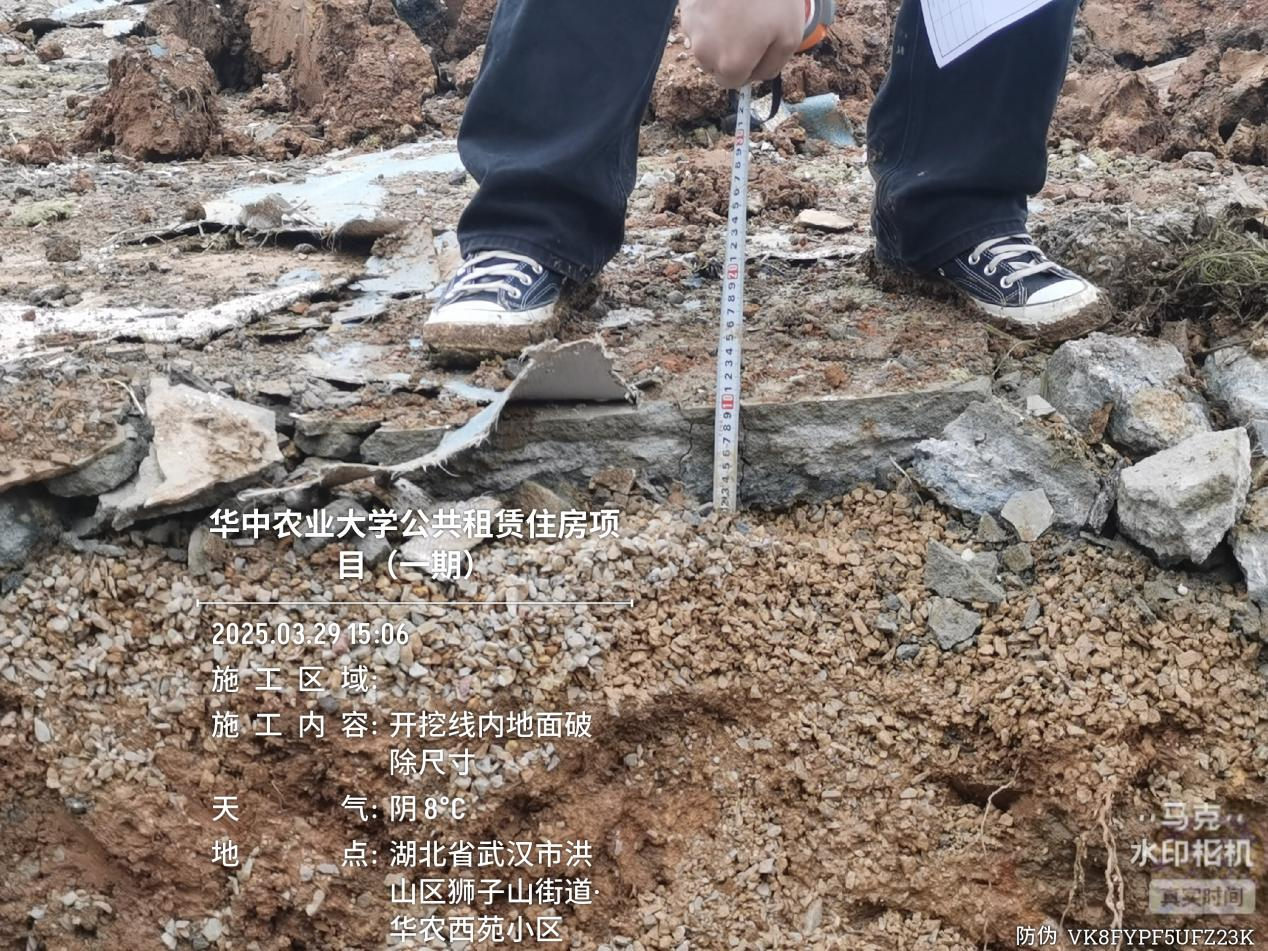 华中农业大学公共租赁住房项
目（一期）
2025.03.29 15:06
施工区域:
施工内容: 开挖线内地面破
除尺寸
天气: 阴 8°C
地点: 湖北省武汉市洪
山区狮子山街道·
华农西苑小区
马克
水印相机
真实时间
防伪 VK8FYPF5UFZ23K